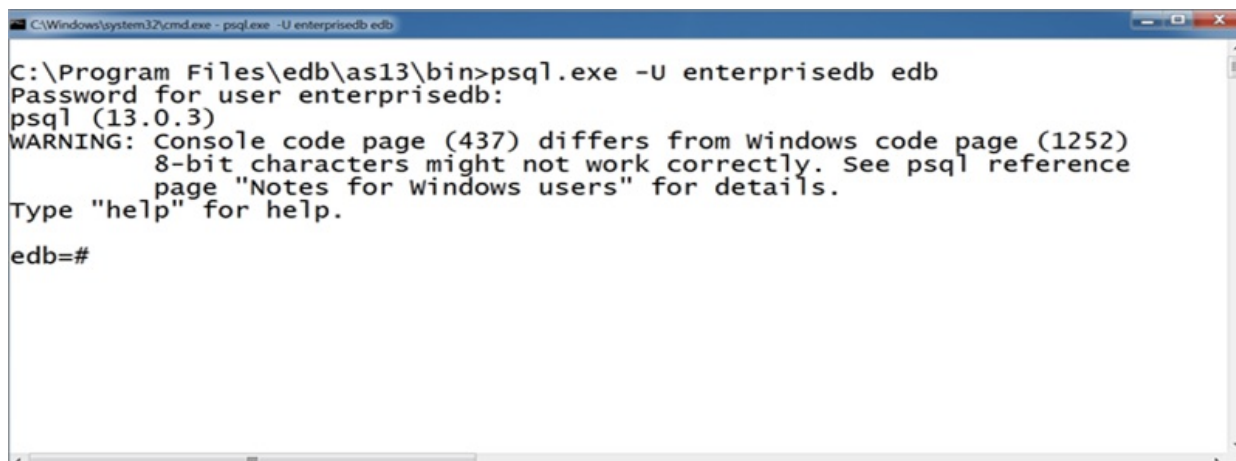 C:\Windows\system32\cmd.exe - psql.exe -U enterprisedb edb
C:\Program Files\edb\as13\bin>psql.exe -U enterprisedb edb
Password for user enterprisedb:
psql (13.0.3)
WARNING: Console code page (437) differs from Windows code page (1252)
8-bit characters might not work correctly. See psql reference
page "Notes for Windows users" for details.
Type "help" for help.
edb=#